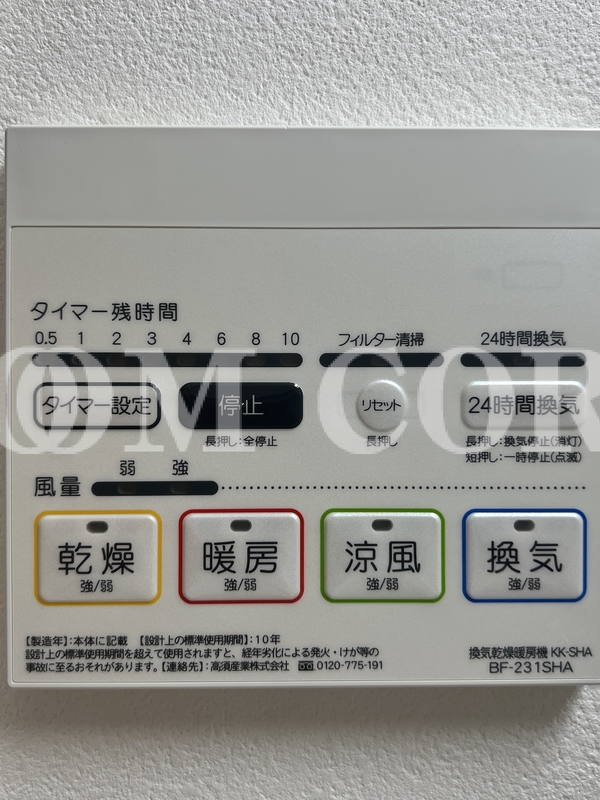 タイマー残時間
0.5 1 2 3 4 6 8 10 フィルター清掃 24時間換気
タイマー設定 停止 リセット 24時間換気
OM COR
長押し:全停止 長押し 長押し:換気停止(消灯)
短押し:一時停止(点滅)
弱 強
風量
乾燥 暖房 涼風 換気
強/弱 強/弱 強/弱 強/弱
【製造年】:本体に記載 【設計上の標準使用期間】:10年
設計上の標準使用期間を超えて使用されますと、経年劣化による発火・けが等の
事故に至るおそれがあります。【連絡先】:高須産業株式会社 0120-775-191
換気乾燥暖房機 KK-SHA
BF-231SHA